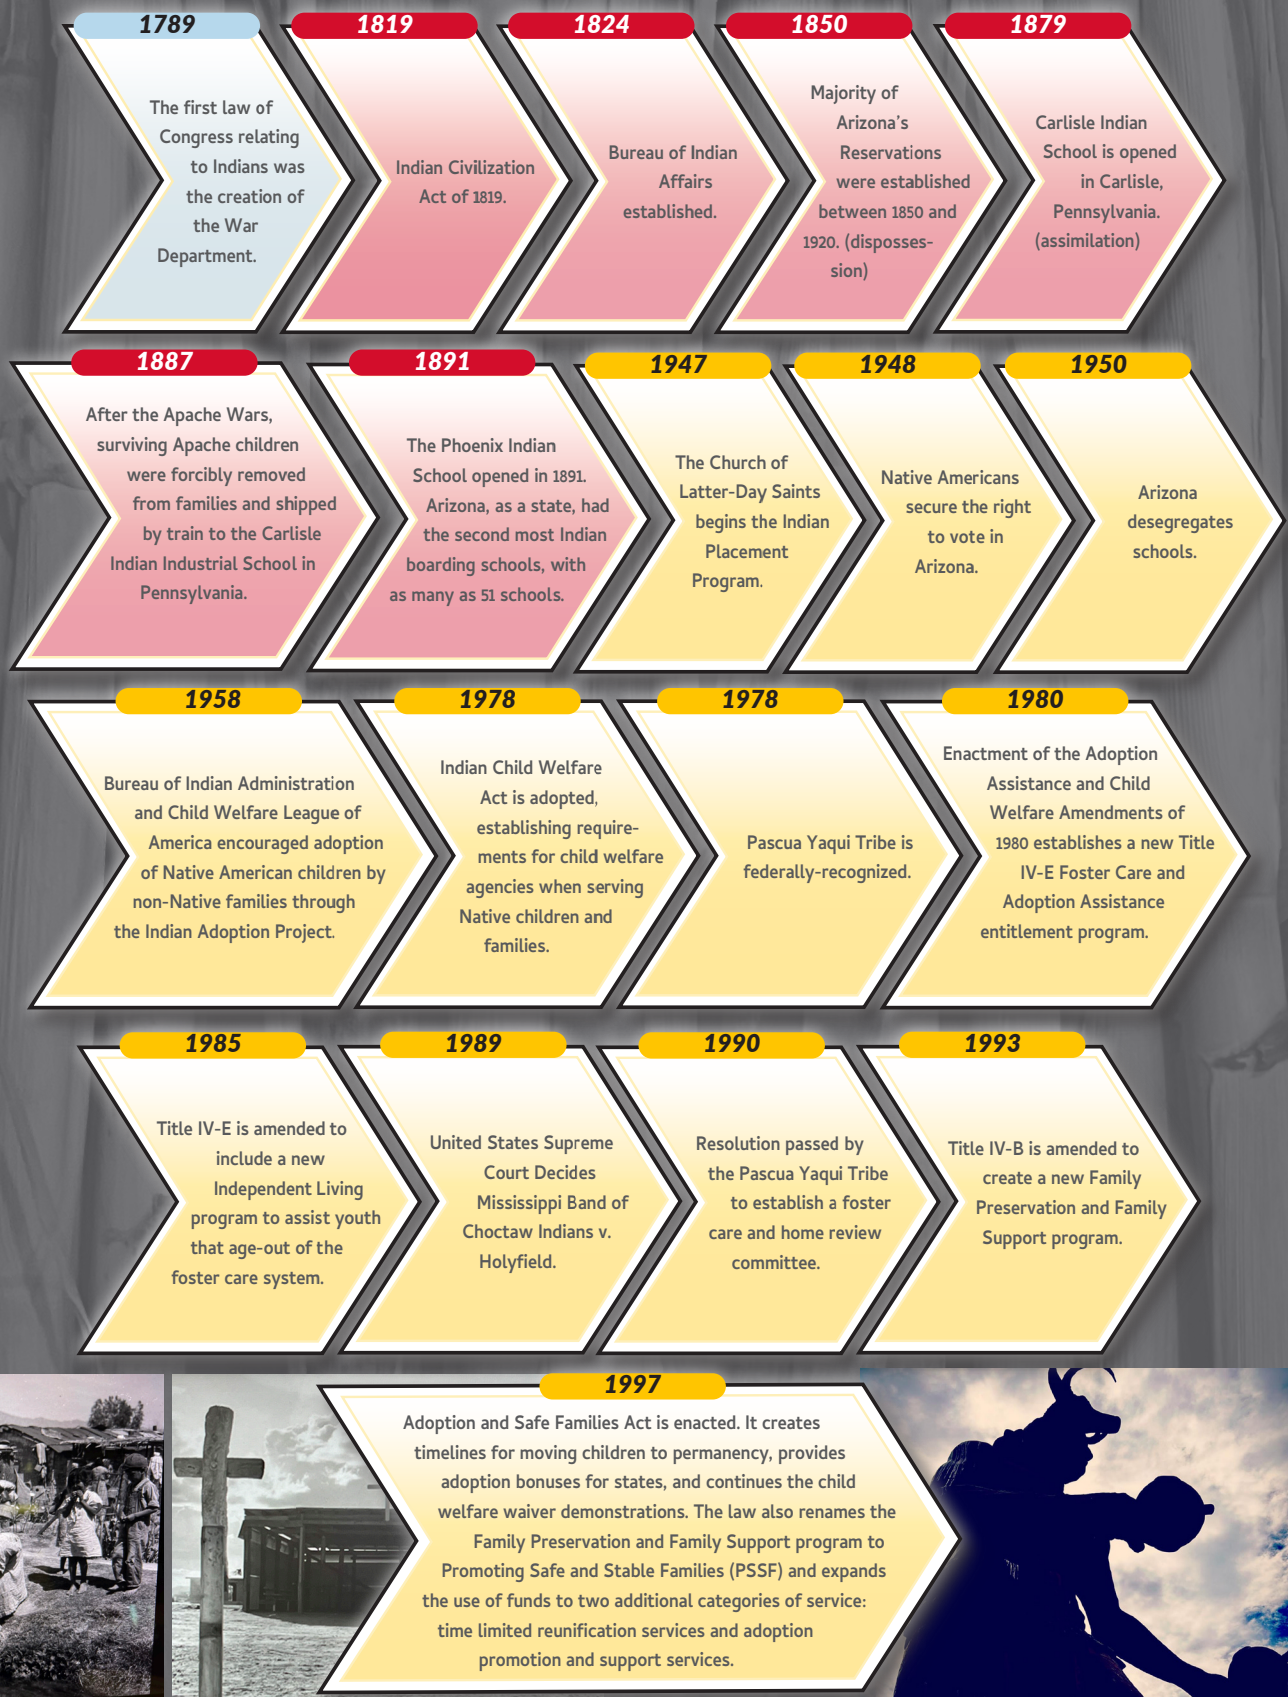 1789
The first law of
Congress relating
to Indians was
the creation of
the War
Department.
1819
Indian Civilization
Act of 1819.
1824
Bureau of Indian
Affairs
established.
1850
Majority of
Arizona's
Reservations
were established
between 1850 and
1920. (disposses-
sion)
1879
Carlisle Indian
School is opened
in Carlisle,
Pennsylvania.
(assimilation)
1887
After the Apache Wars,
surviving Apache children
were forcibly removed
from families and shipped
by train to the Carlisle
Indian Industrial School in
Pennsylvania.
1891
The Phoenix Indian
School opened in 1891.
Arizona, as a state, had
the second most Indian
boarding schools, with
as many as 51 schools.
1947
The Church of
Latter-Day Saints
begins the Indian
Placement
Program.
1948
Native Americans
secure the right
to vote in
Arizona.
1950
Arizona
desegregates
schools.
1958
Bureau of Indian Administration
and Child Welfare League of
America encouraged adoption
of Native American children by
non-Native families through
the Indian Adoption Project.
1978
Indian Child Welfare
Act is adopted,
establishing require-
ments for child welfare
agencies when serving
Native children and
families.
1978
Pascua Yaqui Tribe is
federally-recognized.
1980
Enactment of the Adoption
Assistance and Child
Welfare Amendments of
1980 establishes a new Title
IV-E Foster Care and
Adoption Assistance
entitlement program.
1985
Title IV-E is amended to
include a new
Independent Living
program to assist youth
that age-out of the
foster care system.
1989
United States Supreme
Court Decides
Mississippi Band of
Choctaw Indians v.
Holyfield.
1990
Resolution passed by
the Pascua Yaqui Tribe
to establish a foster
care and home review
committee.
1993
Title IV-B is amended to
create a new Family
Preservation and Family
Support program.
1997
Adoption and Safe Families Act is enacted. It creates
timelines for moving children to permanency, provides
adoption bonuses for states, and continues the child
welfare waiver demonstrations. The law also renames the
Family Preservation and Family Support program to
Promoting Safe and Stable Families (PSSF) and expands
the use of funds to two additional categories of service:
time limited reunification services and adoption
promotion and support services.